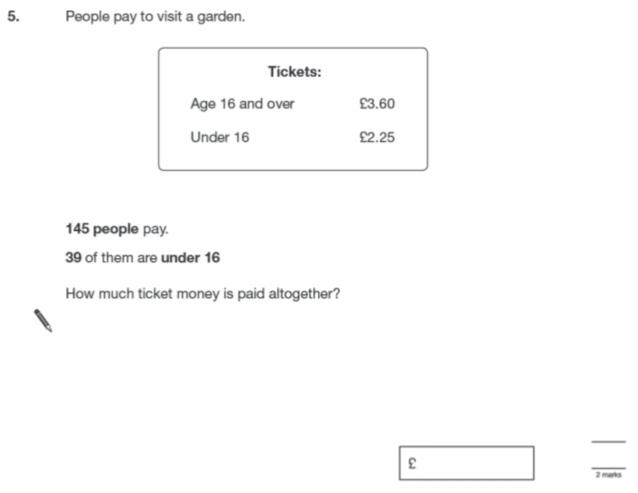 5. People pay to visit a garden.
Tickets:
Age 16 and over £3.60
Under 16 £2.25
145 people pay.
39 of them are under 16
How much ticket money is paid altogether?
£
2 marks